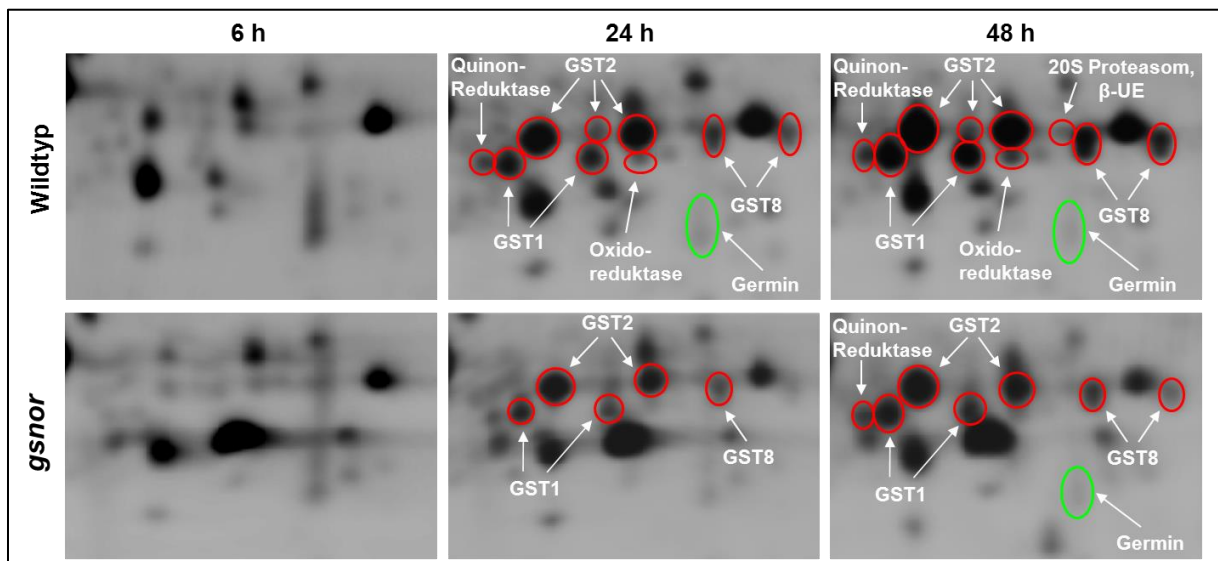 6 h
24 h
48 h
Wildtyp
Quinon-
Reduktase
GST2
GST1
Oxido-
reduktase
GST8
Germin
Quinon-
Reduktase
GST2
20S Proteasom,
β-UE
GST1
Oxido-
reduktase
GST8
Germin
gsnor
GST2
GST1
GST8
Quinon-
Reduktase
GST2
GST1
GST8
Germin